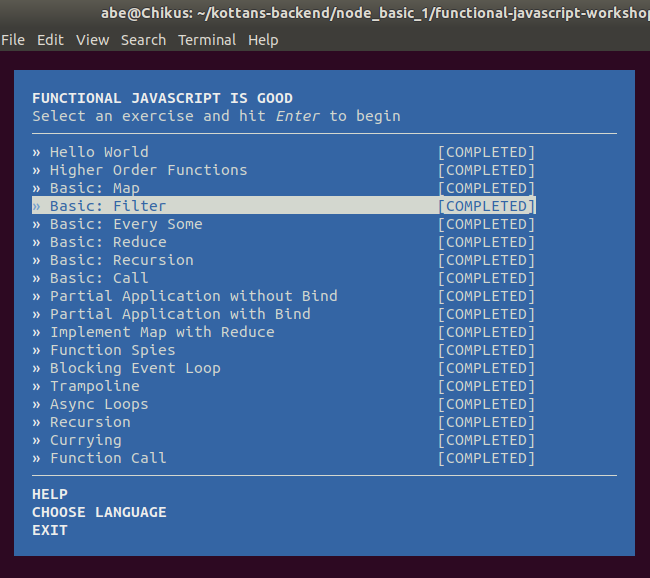 abe@Chikus: ~/kottans-backend/node_basic_1/functional-javascript-workshop
File Edit View Search Terminal Help
FUNCTIONAL JAVASCRIPT IS GOOD
Select an exercise and hit Enter to begin
» Hello World [COMPLETED]
» Higher Order Functions [COMPLETED]
» Basic: Map [COMPLETED]
» Basic: Filter [COMPLETED]
» Basic: Every Some [COMPLETED]
» Basic: Reduce [COMPLETED]
» Basic: Recursion [COMPLETED]
» Basic: Call [COMPLETED]
» Partial Application without Bind [COMPLETED]
» Partial Application with Bind [COMPLETED]
» Implement Map with Reduce [COMPLETED]
» Function Spies [COMPLETED]
» Blocking Event Loop [COMPLETED]
» Trampoline [COMPLETED]
» Async Loops [COMPLETED]
» Recursion [COMPLETED]
» Currying [COMPLETED]
» Function Call [COMPLETED]
HELP
CHOOSE LANGUAGE
EXIT